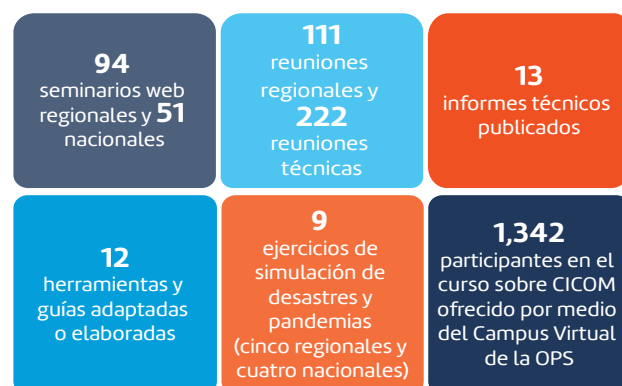 94
seminarios web
regionales y 51
nacionales
111
reuniones
regionales y
222
reuniones
técnicas
13
informes técnicos
publicados
12
herramientas y
guías adaptadas
o elaboradas
9
ejercicios de
simulación de
desastres y
pandemias
(cinco regionales y
cuatro nacionales)
1,342
participantes en el
curso sobre CICOM
ofrecido por medio
del Campus Virtual
de la OPS